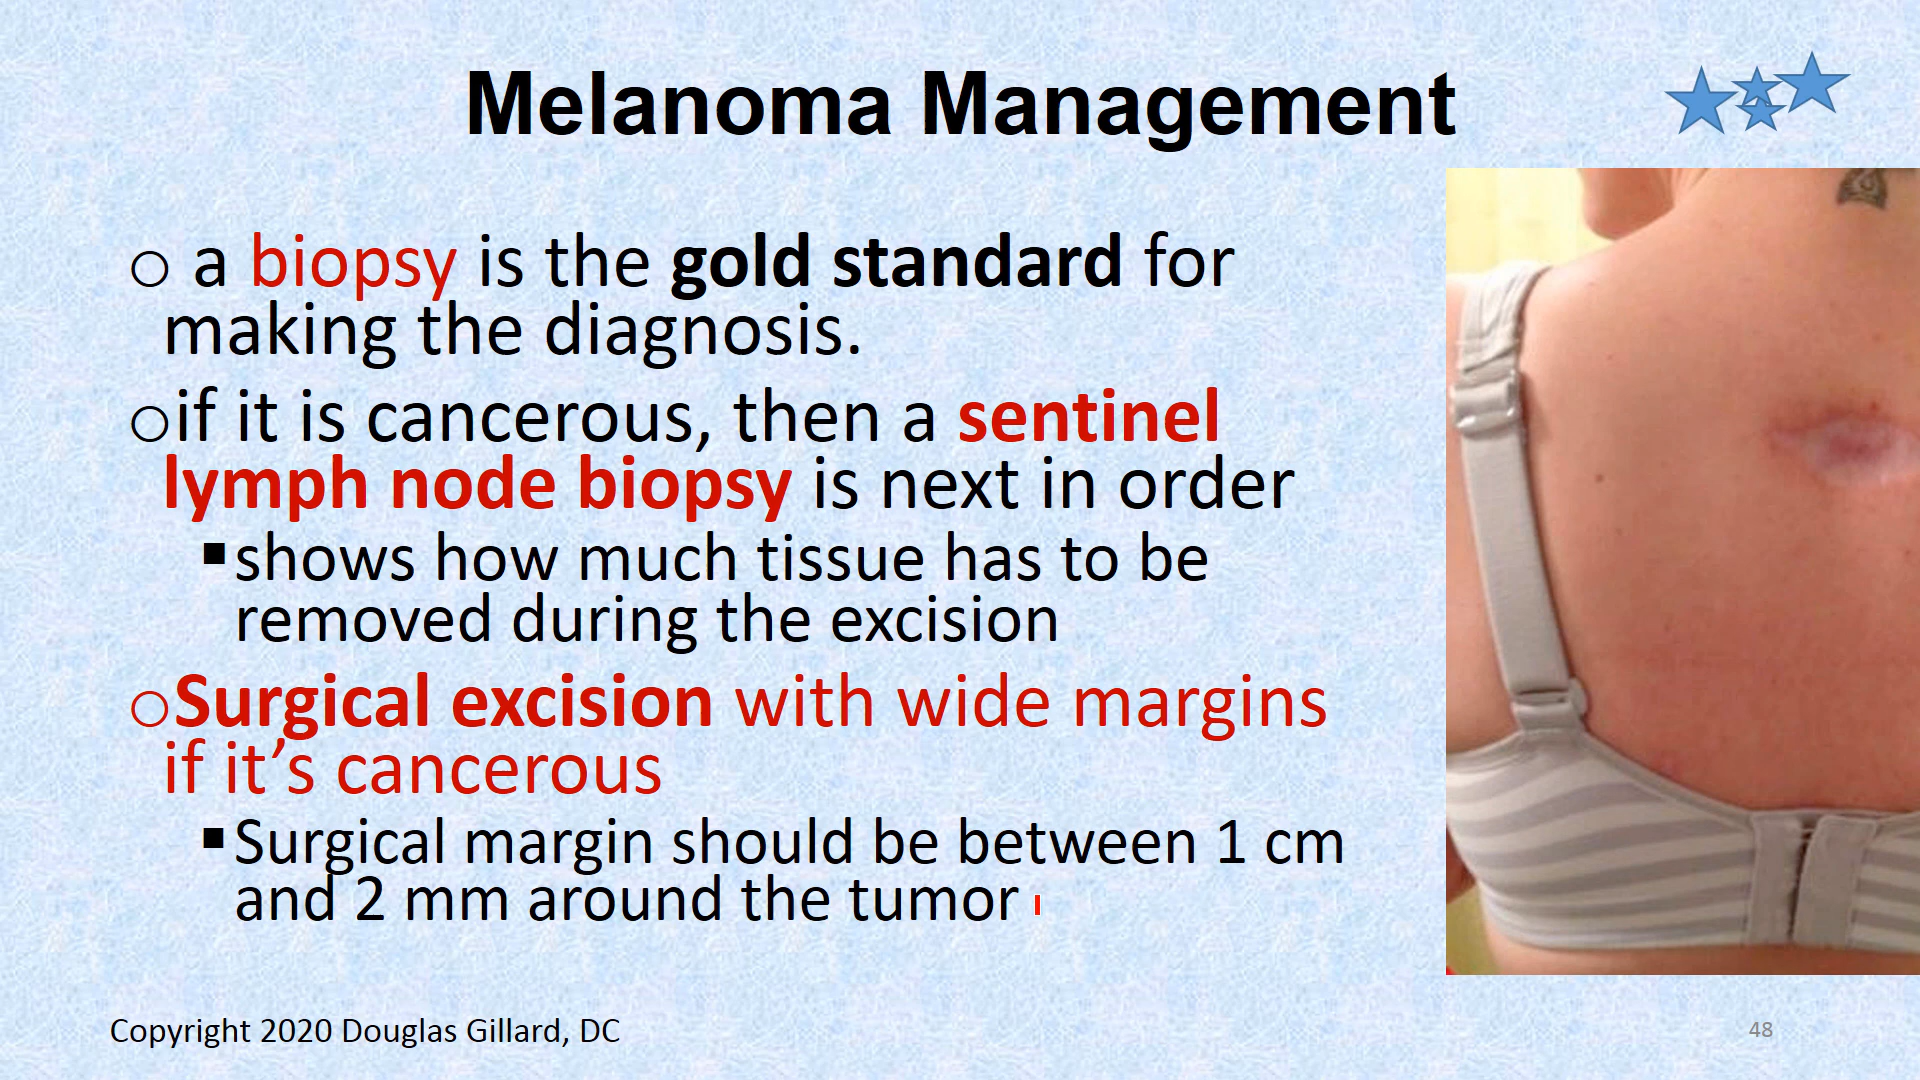 Melanoma Management
o a biopsy is the gold standard for
making the diagnosis.
oif it is cancerous, then a sentinel
lymph node biopsy is next in order
▪shows how much tissue has to be
removed during the excision
oSurgical excision with wide margins
if it’s cancerous
▪Surgical margin should be between 1 cm
and 2 mm around the tumor
Copyright 2020 Douglas Gillard, DC
48